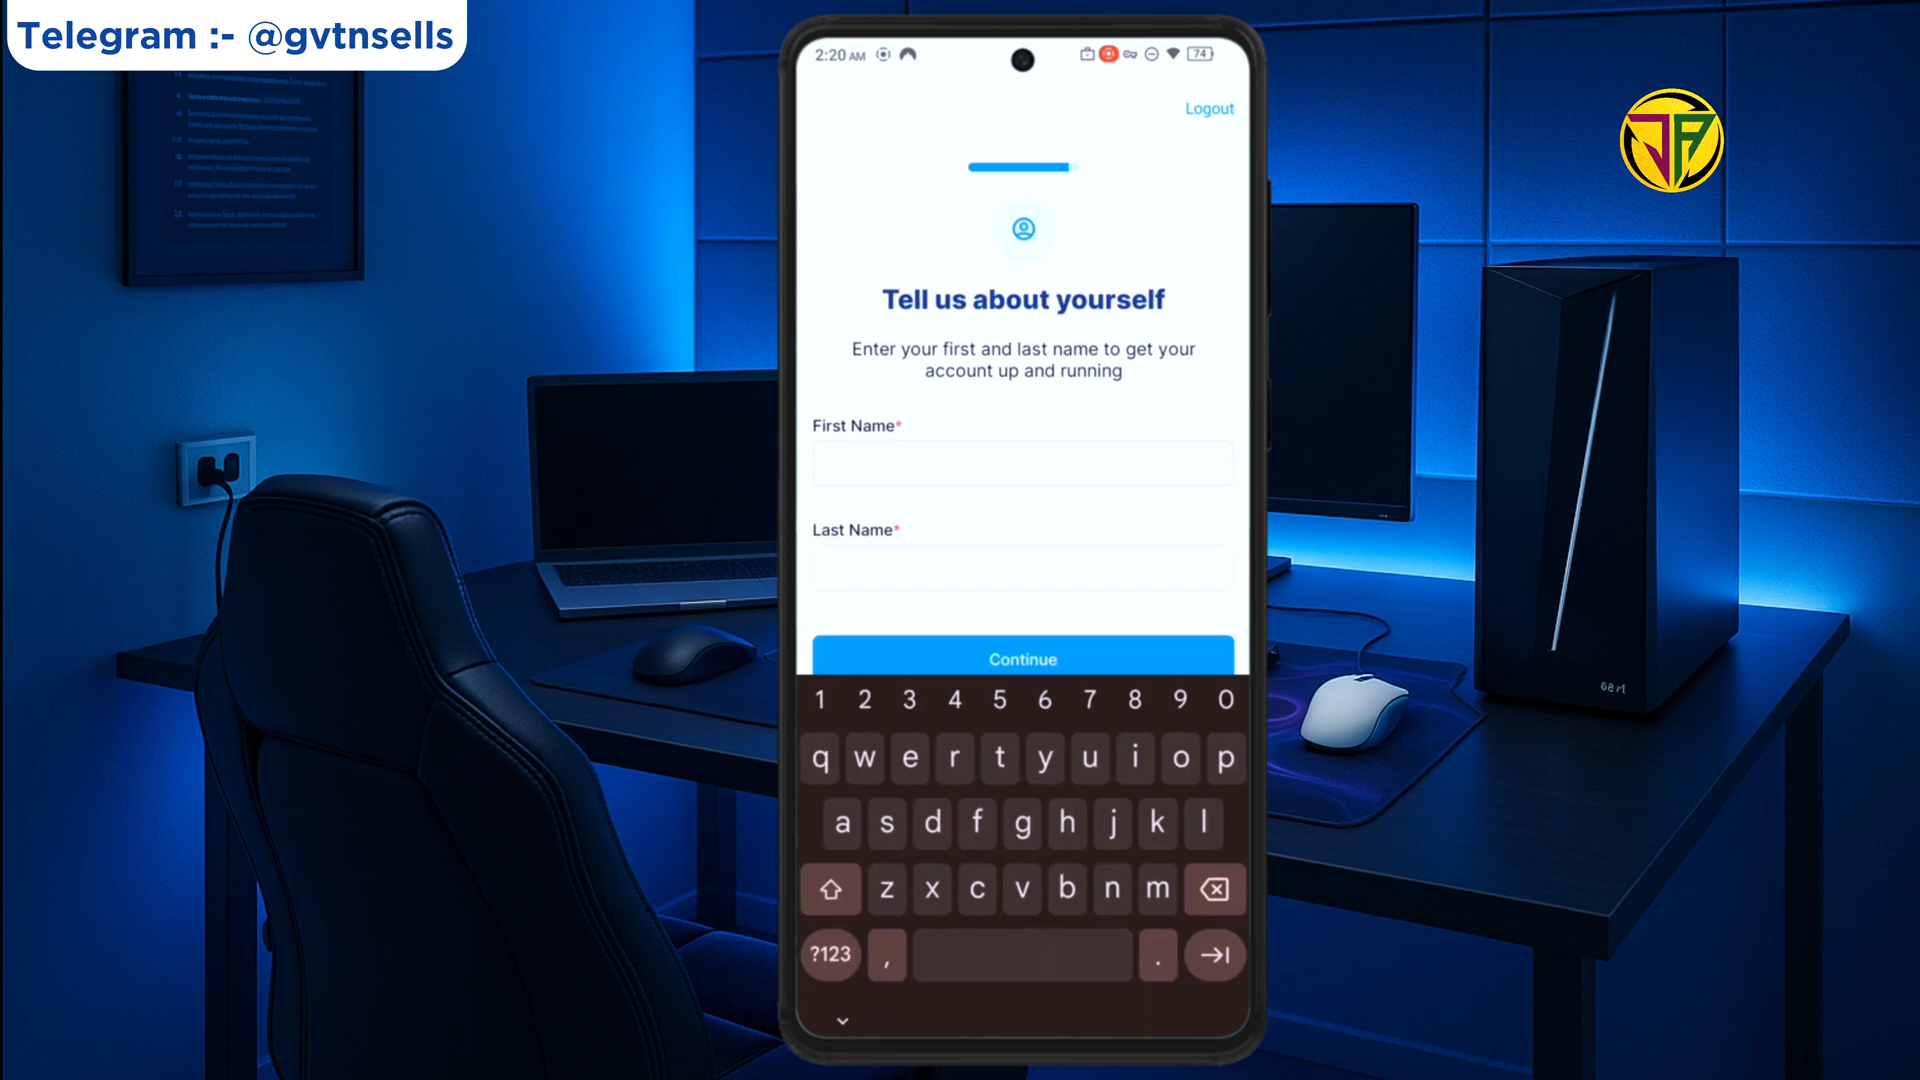 Telegram :- @gvtnsells
2:20 AM
74
Logout
Tell us about yourself
Enter your first and last name to get your
account up and running
First Name*
Last Name*
Continue
1 2 3 4 5 6 7 8 9 0
q w e r t y u i o p
a s d f g h j k l
z x c v b n m
?123 , .